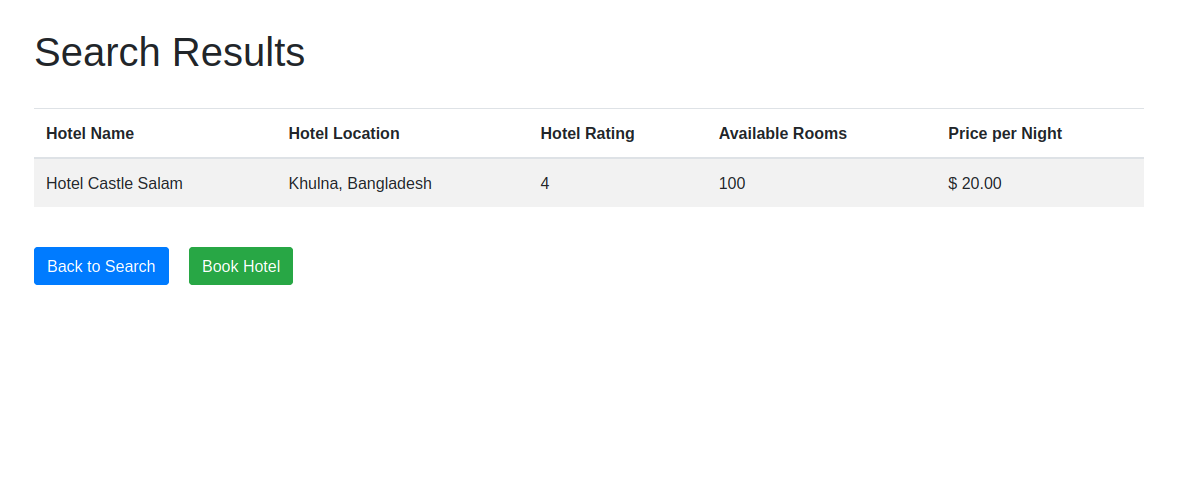 Search Results
Hotel Name Hotel Location Hotel Rating Available Rooms Price per Night
Hotel Castle Salam Khulna, Bangladesh 4 100 $ 20.00
Back to Search Book Hotel